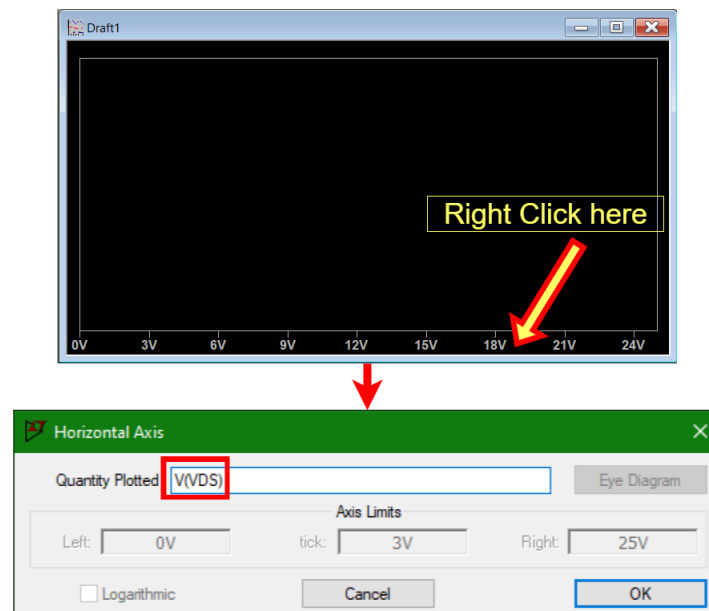 Draft1
Right Click here
0V 3V 6V 9V 12V 15V 18V 21V 24V
Horizontal Axis
Quantity Plotted V(VDS) Eye Diagram
Axis Limits
Left: 0V tick: 3V Right: 25V
Logarithmic Cancel OK